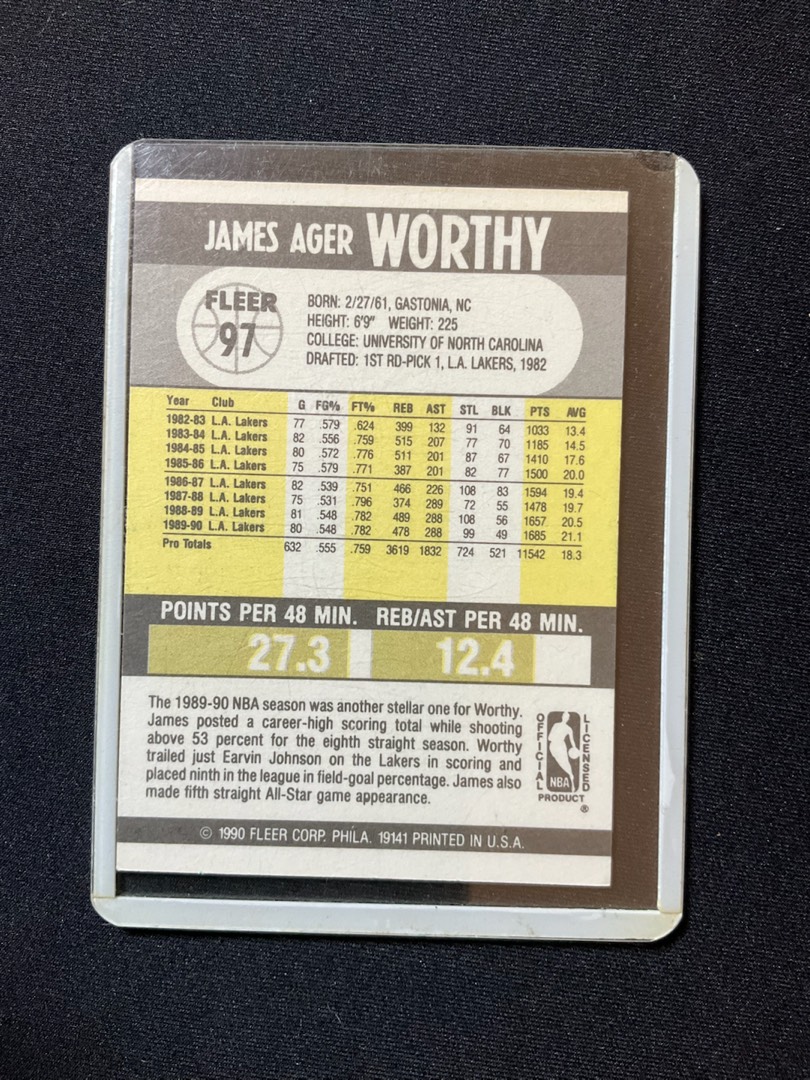 JAMES AGER WORTHY
FLEER
97
BORN: 2/27/61, GASTONIA, NC
HEIGHT: 6'9" WEIGHT: 225
COLLEGE: UNIVERSITY OF NORTH CAROLINA
DRAFTED: 1ST RD-PICK 1, L.A. LAKERS, 1982
Year Club G FG% FT% REB AST STL BLK PTS AVG
1982-83 L.A. Lakers 77 .579 .624 399 132 91 64 1033 13.4
1983-84 L.A. Lakers 82 .556 .759 515 207 77 70 1185 14.5
1984-85 L.A. Lakers 80 .572 .776 511 201 87 67 1410 17.6
1985-86 L.A. Lakers 75 .579 .771 387 201 82 77 1500 20.0
1986-87 L.A. Lakers 82 .539 .751 466 226 108 83 1594 19.4
1987-88 L.A. Lakers 75 .531 .796 374 289 72 55 1478 19.7
1988-89 L.A. Lakers 81 .548 .782 489 288 108 56 1657 20.5
1989-90 L.A. Lakers 80 .548 .782 478 288 99 49 1685 21.1
Pro Totals 632 .555 .759 3619 1832 724 521 11542 18.3
POINTS PER 48 MIN. REB/AST PER 48 MIN.
27.3 12.4
The 1989-90 NBA season was another stellar one for Worthy.
James posted a career-high scoring total while shooting
above 53 percent for the eighth straight season. Worthy
trailed just Earvin Johnson on the Lakers in scoring and
placed ninth in the league in field-goal percentage. James also
made fifth straight All-Star game appearance.
OFFICIAL
LICENSED
NBA
PRODUCT
®
© 1990 FLEER CORP. PHILA. 19141 PRINTED IN U.S.A.